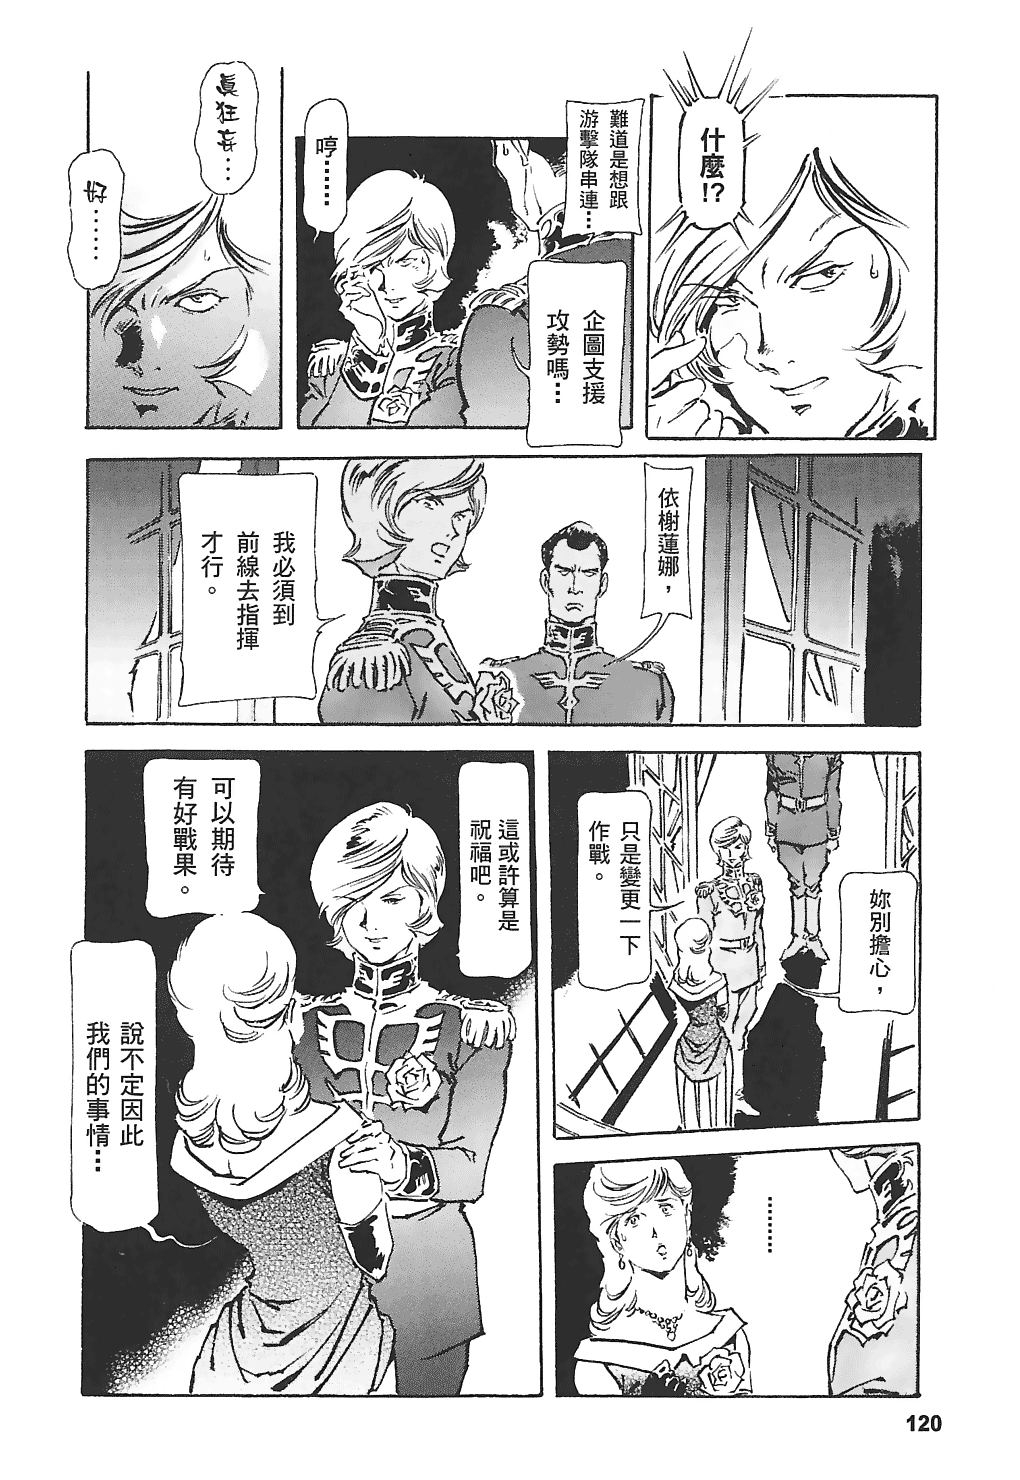 什麼!?
難道是想跟
游擊隊串連…
企圖支援
攻勢嗎…
哼………
真狂妄…
好……
依榭蓮娜，
我必須到
前線去指揮
才行。
妳別擔心，
只是變更一下
作戰。
………
這或許算是
祝福吧。
可以期待
有好戰果。
說不定因此
我們的事情…
120